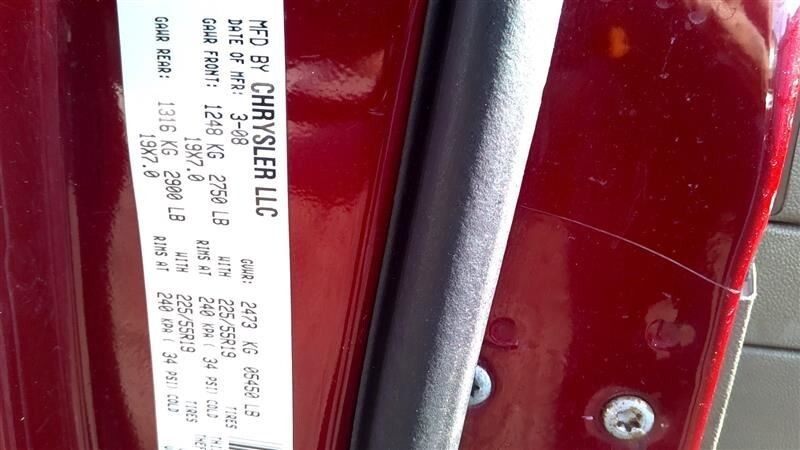 MFD BY CHRYSLER LLC
DATE OF MFR: 3-08 GVWR: 2473 KG 05450 LB
GAWR FRONT: 1248 KG 2750 LB WITH 225/55R19 TIRES
19X7.0 RIMS AT 240 KPA ( 34 PSI) COLD
GAWR REAR: 1316 KG 2900 LB WITH 225/55R19 TIRES
19X7.0 RIMS AT 240 KPA ( 34 PSI) COLD